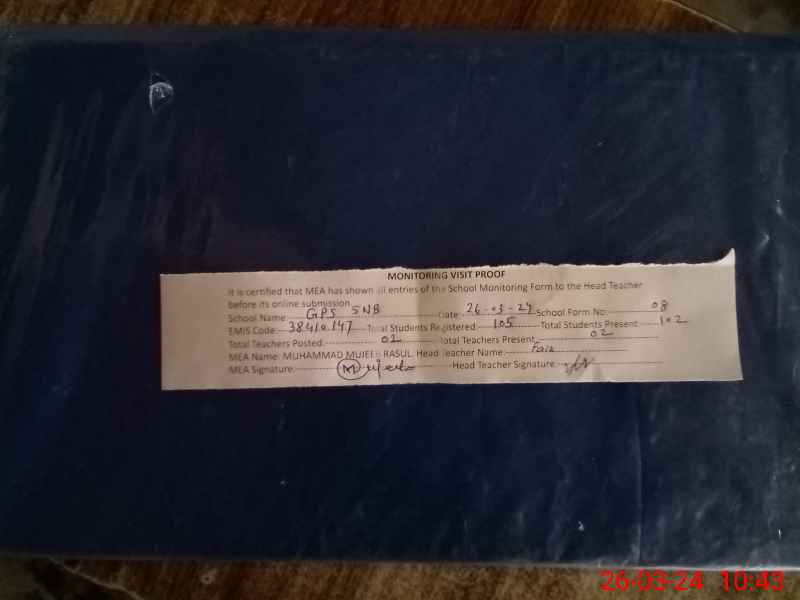 MONITORING VISIT PROOF
It is certified that MEA has shown all entries of the School Monitoring Form to the Head Teacher
before its online submission
School Name: GPS 5NB Date 26-03-24 School Form No: 08
EMIS Code: 38410147 Total Students Registered: 105 Total Students Present 102
Total Teachers Posted 02 Total Teachers Present 02
MEA Name: MUHAMMAD MUJEEB RASUL Head Teacher Name:
MEA Signature: Head Teacher Signature
26-03-24 10:43